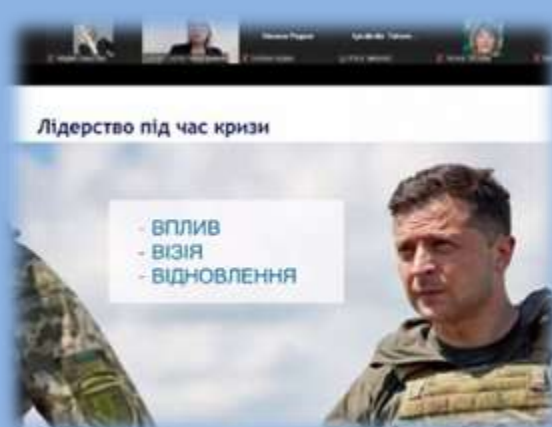 Лідерство під час кризи
- ВПЛИВ
- ВІЗІЯ
- ВІДНОВЛЕННЯ